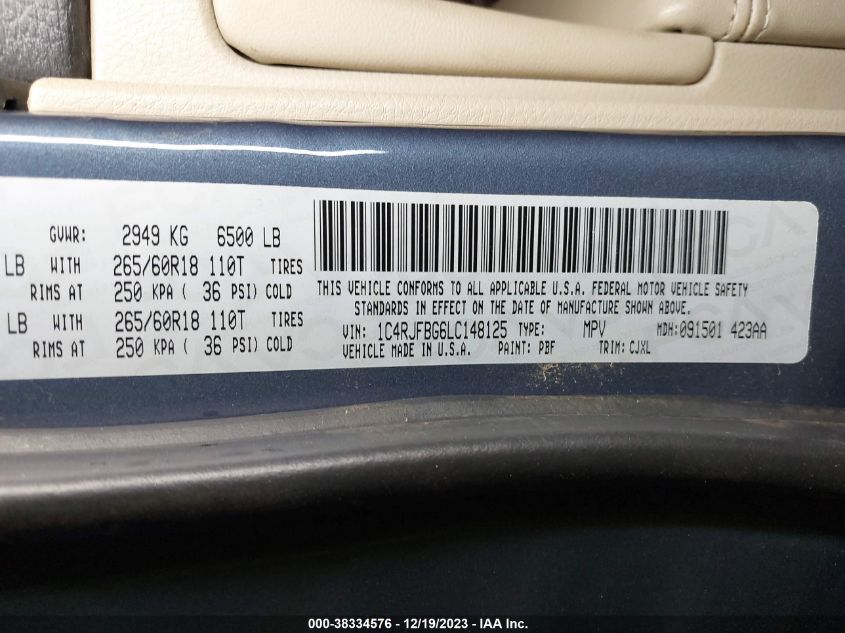 GVWR: 2949 KG 6500 LB
LB WITH 265/60R18 110T TIRES
RIMS AT 250 KPA ( 36 PSI) COLD
LB WITH 265/60R18 110T TIRES
RIMS AT 250 KPA ( 36 PSI) COLD
THIS VEHICLE CONFORMS TO ALL APPLICABLE U.S.A. FEDERAL MOTOR VEHICLE SAFETY
STANDARDS IN EFFECT ON THE DATE OF MANUFACTURE SHOWN ABOVE.
VIN: 1C4RJFBG6LC148125 TYPE: MPV MDH:091501 423AA
VEHICLE MADE IN U.S.A. PAINT: PBF TRIM: CJXL
000-38334576 - 12/19/2023 - IAA Inc.